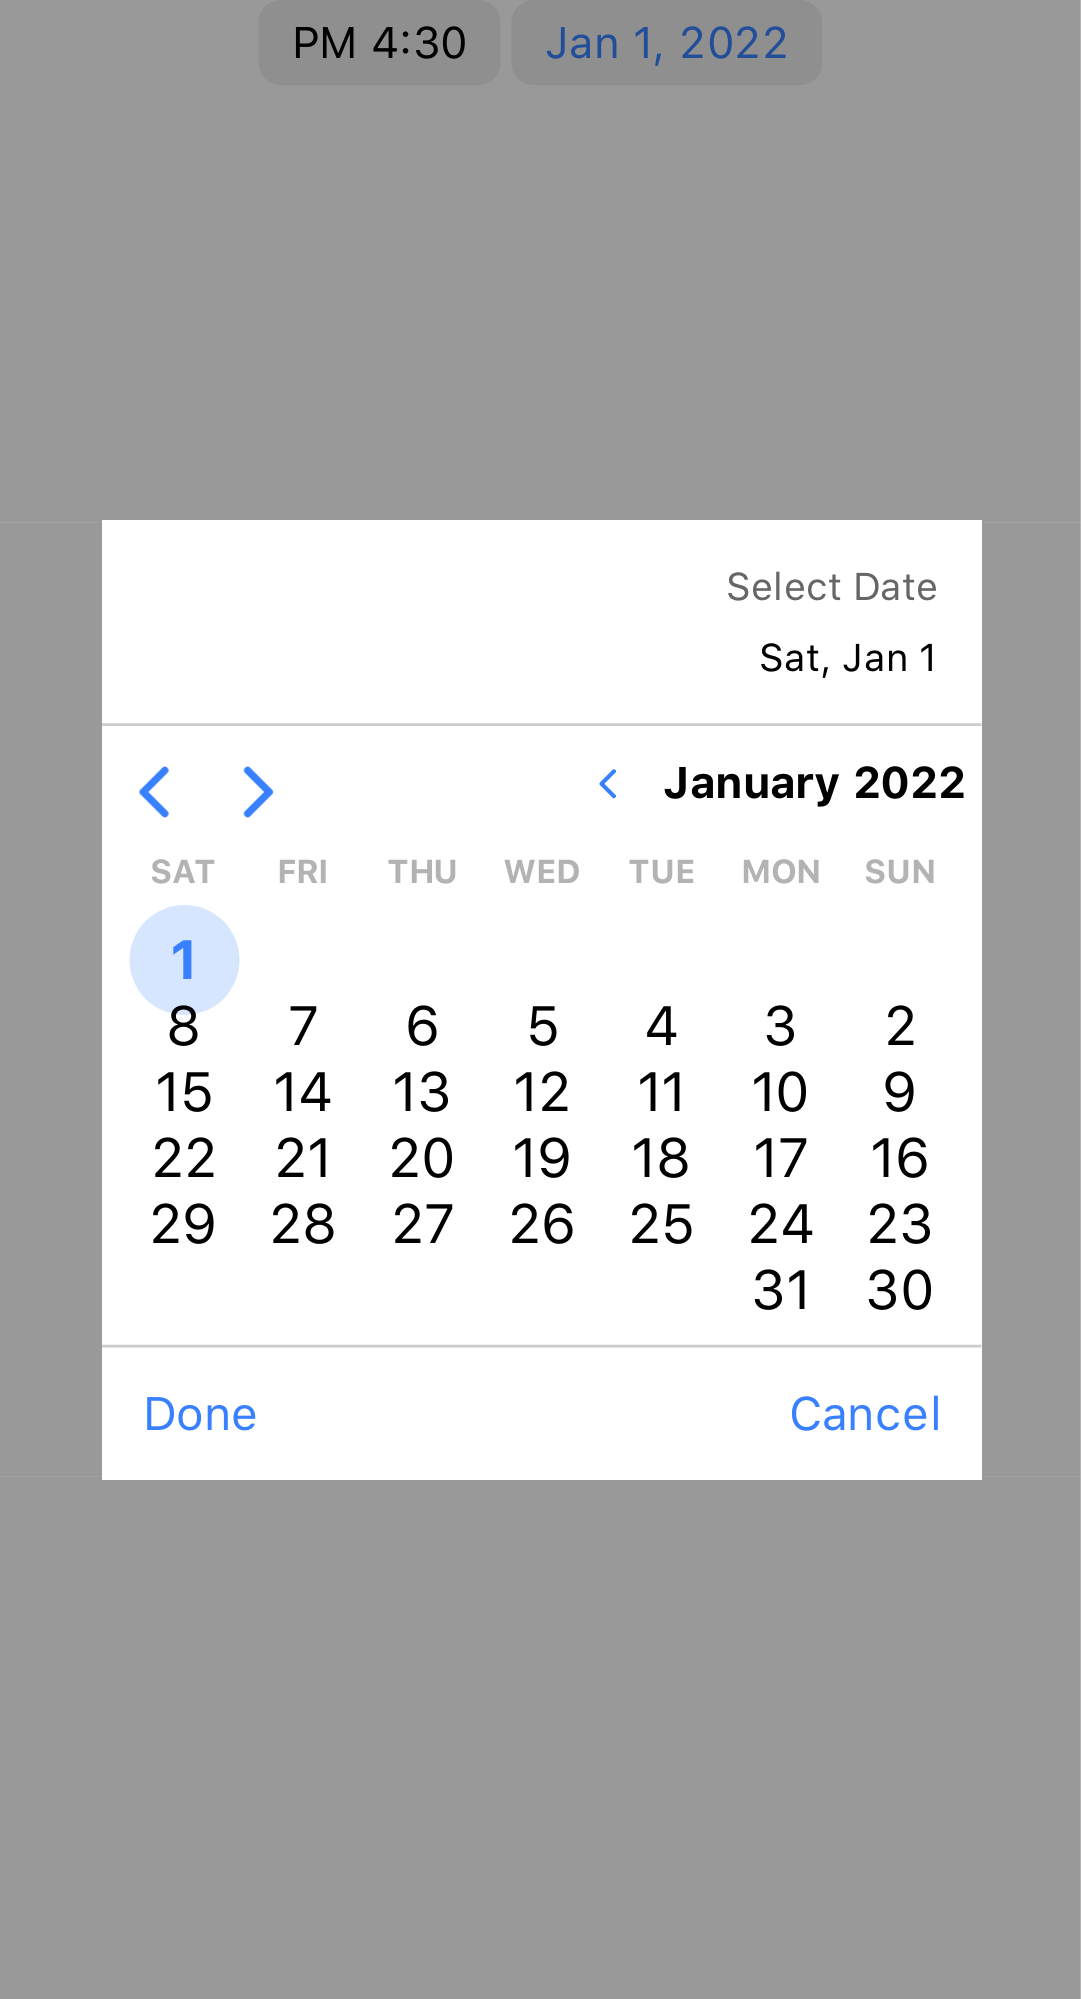 PM 4:30 Jan 1, 2022
Select Date
Sat, Jan 1
January 2022
SAT FRI THU WED TUE MON SUN
1
8 7 6 5 4 3 2
15 14 13 12 11 10 9
22 21 20 19 18 17 16
29 28 27 26 25 24 23
31 30
Done Cancel